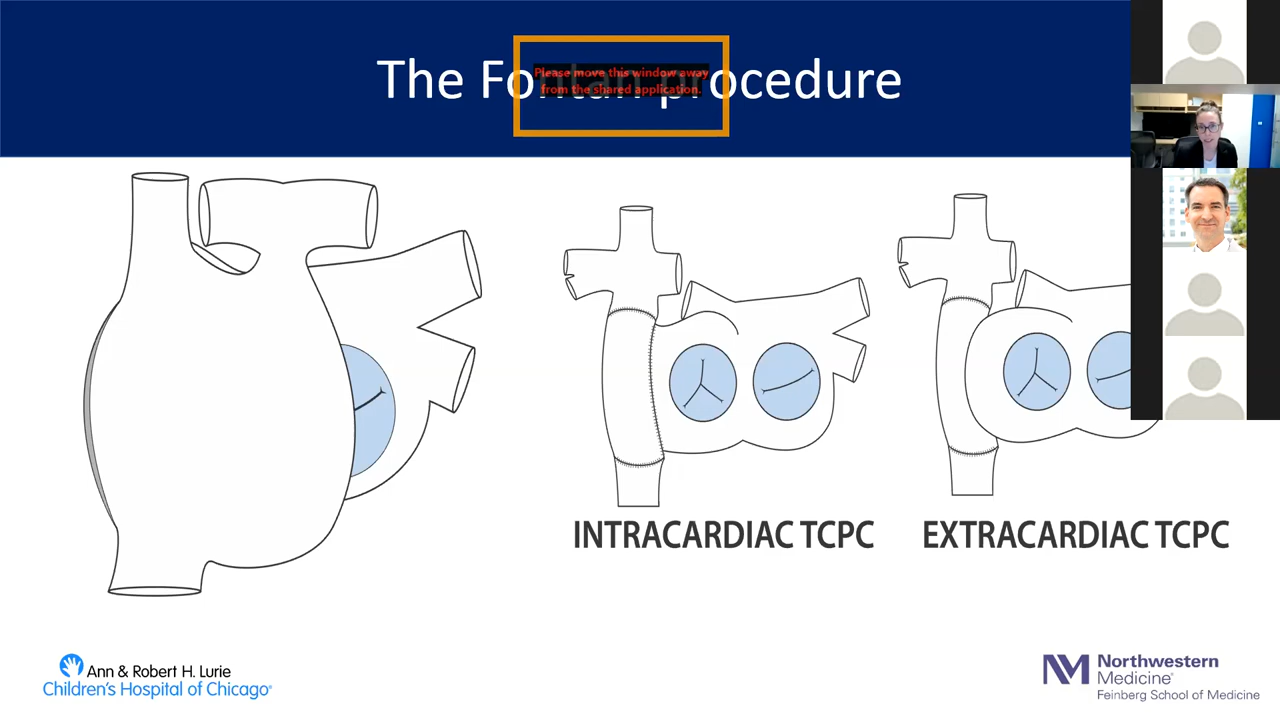 The Fontan procedure
Please move this window away
from the shared application.
INTRACARDIAC TCPC
EXTRACARDIAC TCPC
Ann & Robert H. Lurie
Children's Hospital of Chicago®
NM
Northwestern
Medicine®
Feinberg School of Medicine